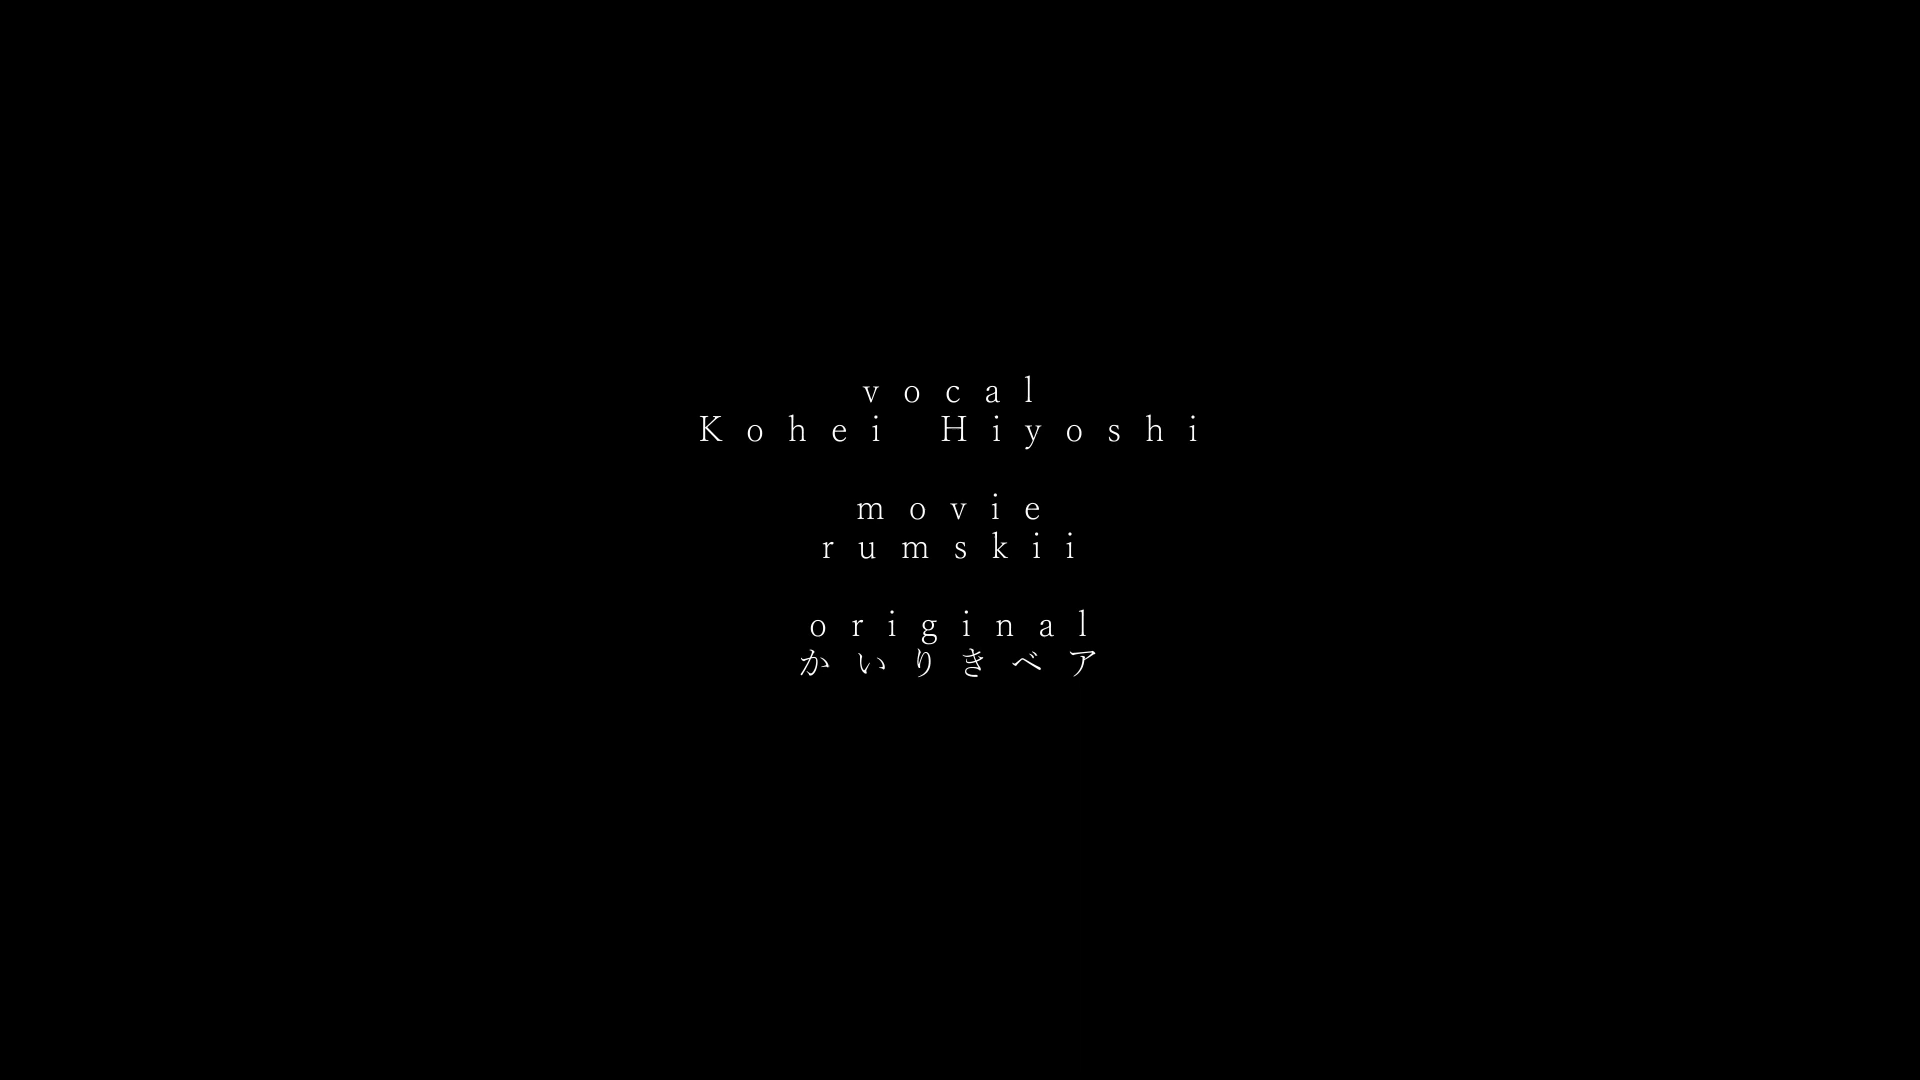 vocal
Kohei Hiyoshi
movie
rumskii
original
かいりきベア